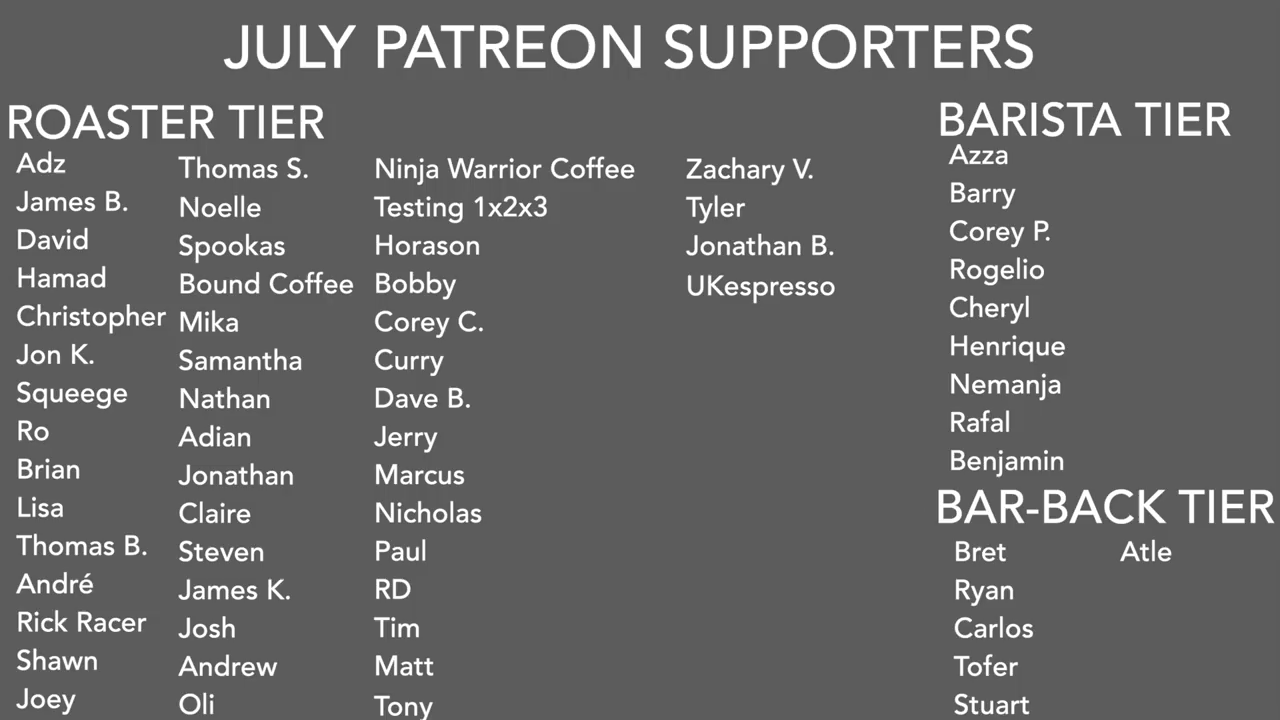 JULY PATREON SUPPORTERS
ROASTER TIER
Adz
James B.
David
Hamad
Christopher
Jon K.
Squeege
Ro
Brian
Lisa
Thomas B.
André
Rick Racer
Shawn
Joey
Thomas S.
Noelle
Spookas
Bound Coffee
Mika
Samantha
Nathan
Adian
Jonathan
Claire
Steven
James K.
Josh
Andrew
Oli
Ninja Warrior Coffee
Testing 1x2x3
Horason
Bobby
Corey C.
Curry
Dave B.
Jerry
Marcus
Nicholas
Paul
RD
Tim
Matt
Tony
Zachary V.
Tyler
Jonathan B.
UKespresso
BARISTA TIER
Azza
Barry
Corey P.
Rogelio
Cheryl
Henrique
Nemanja
Rafal
Benjamin
BAR-BACK TIER
Bret
Ryan
Carlos
Tofer
Stuart
Atle